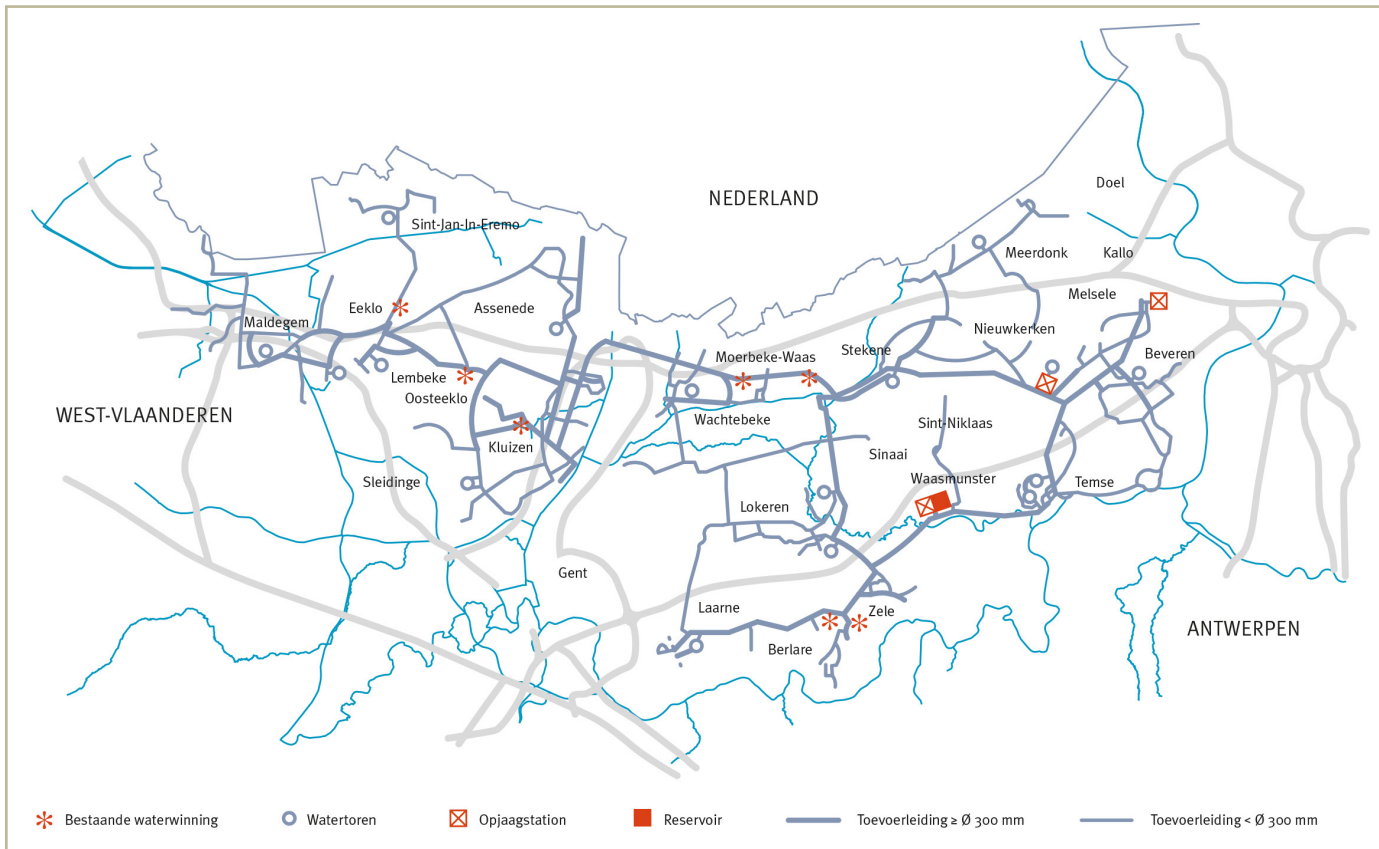 Doel
NEDERLAND
Sint-Jan-In-Eremo
Meerdonk
Kallo
Melsele
Eeklo
Assenede
Maldegem
Nieuwkerken
Stekene
Moerbeke-Waas
Beveren
Lembeke
Oosteeklo
WEST-VLAANDEREN
Wachtebeke
Sint-Niklaas
Kluizen
Sinaai
Sleidinge
Waasmunster
Temse
Lokeren
Gent
Laarne
Zele
ANTWERPEN
Berlare
Bestaande waterwinning
Watertoren
Opjaagstation
Reservoir
Toevoerleiding ≥ Ø 300 mm
Toevoerleiding < Ø 300 mm